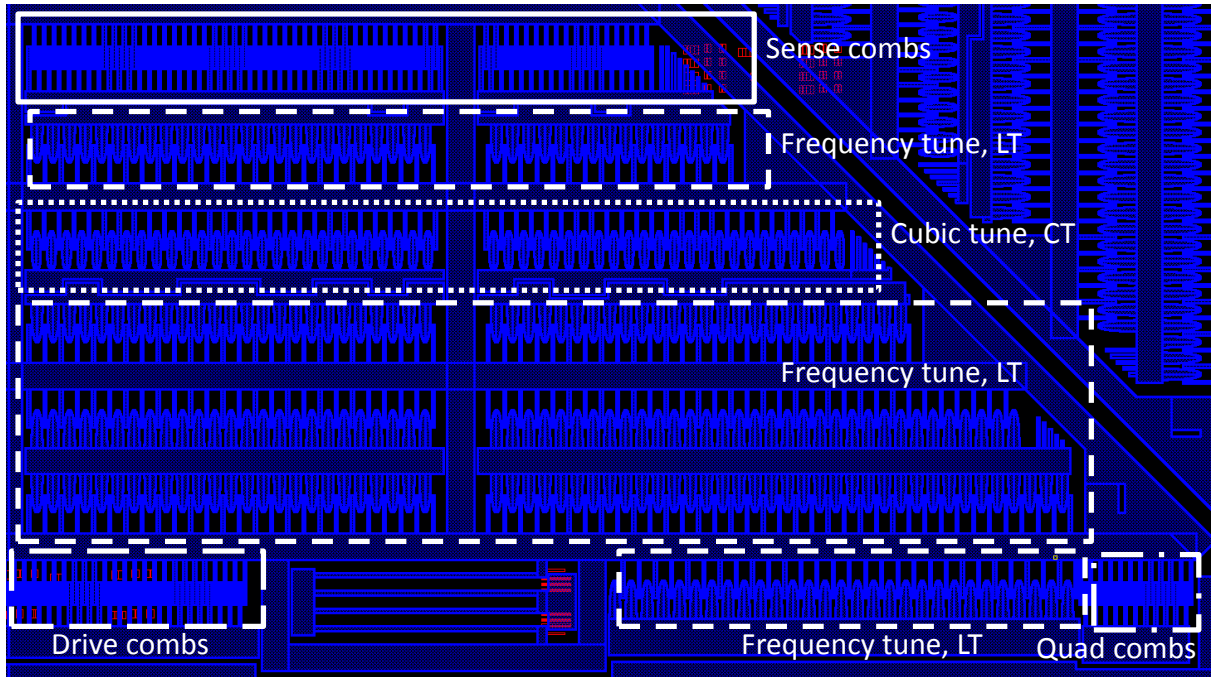 Sense combs
Frequency tune, LT
Cubic tune, CT
Frequency tune, LT
Drive combs
Frequency tune, LT
Quad combs